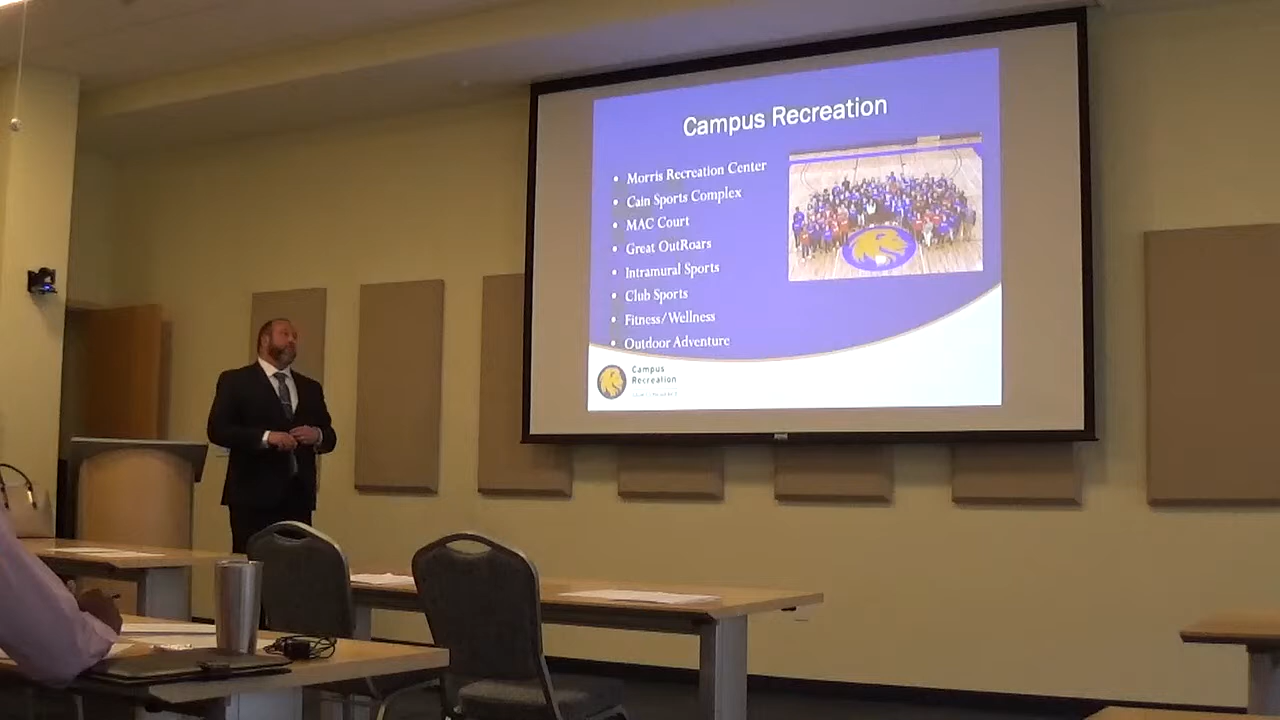 Campus Recreation
Morris Recreation Center
Cain Sports Complex
MAC Court
Great OutRoars
Intramural Sports
Club Sports
Fitness/Wellness
Outdoor Adventure
Campus
Recreation